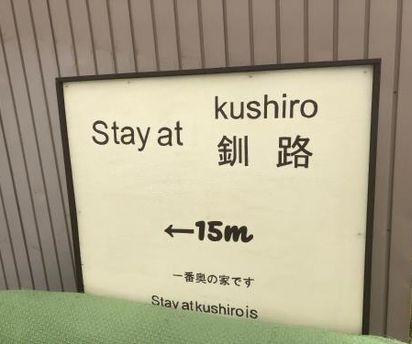 kushiro
Stay at 釧 路
←15m
一番奥の家です
Stay at kushiro is